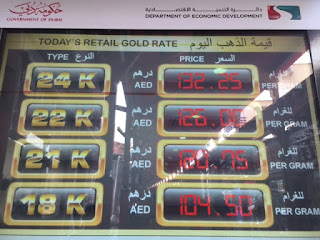 حكومة دبي
GOVERNMENT OF DUBAI
دائرة التنمية الاقتصادية
DEPARTMENT OF ECONOMIC DEVELOPMENT
TODAY'S RETAIL GOLD RATE قيمة الذهب اليوم
TYPE النوع PRICE السعر
24 K درهم AED 132.25 للغرام PER GRAM
22 K درهم AED 126.00 للغرام PER GRAM
21 K درهم AED للغرام PER GRAM
18 K درهم AED 104.50 للغرام PER GRAM